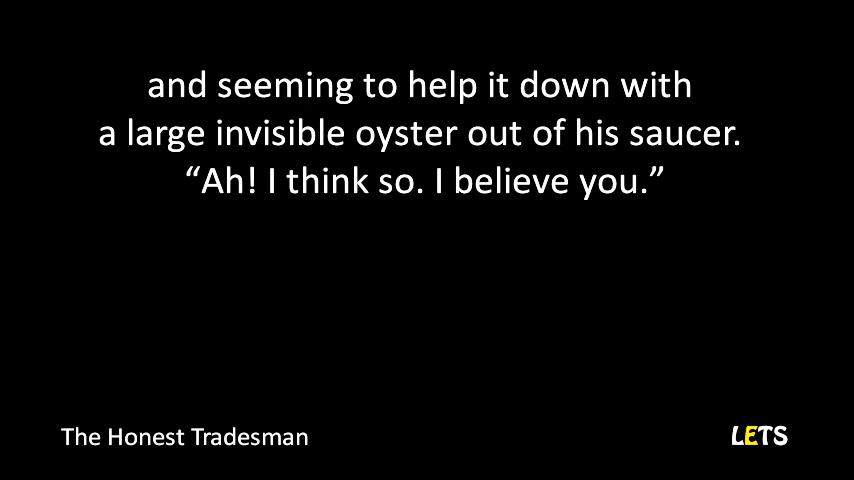 and seeming to help it down with
a large invisible oyster out of his saucer.
“Ah! I think so. I believe you.”
The Honest Tradesman
LETS